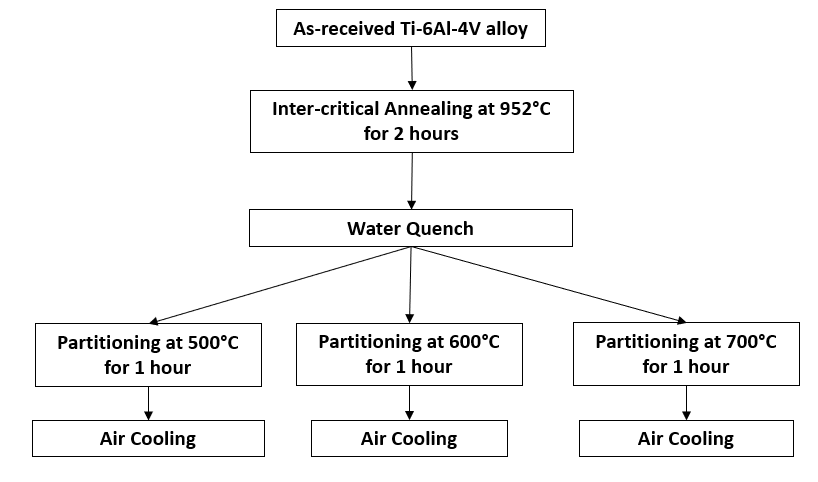 As-received Ti-6Al-4V alloy
Inter-critical Annealing at 952°C
for 2 hours
Water Quench
Partitioning at 500°C
for 1 hour
Partitioning at 600°C
for 1 hour
Partitioning at 700°C
for 1 hour
Air Cooling
Air Cooling
Air Cooling